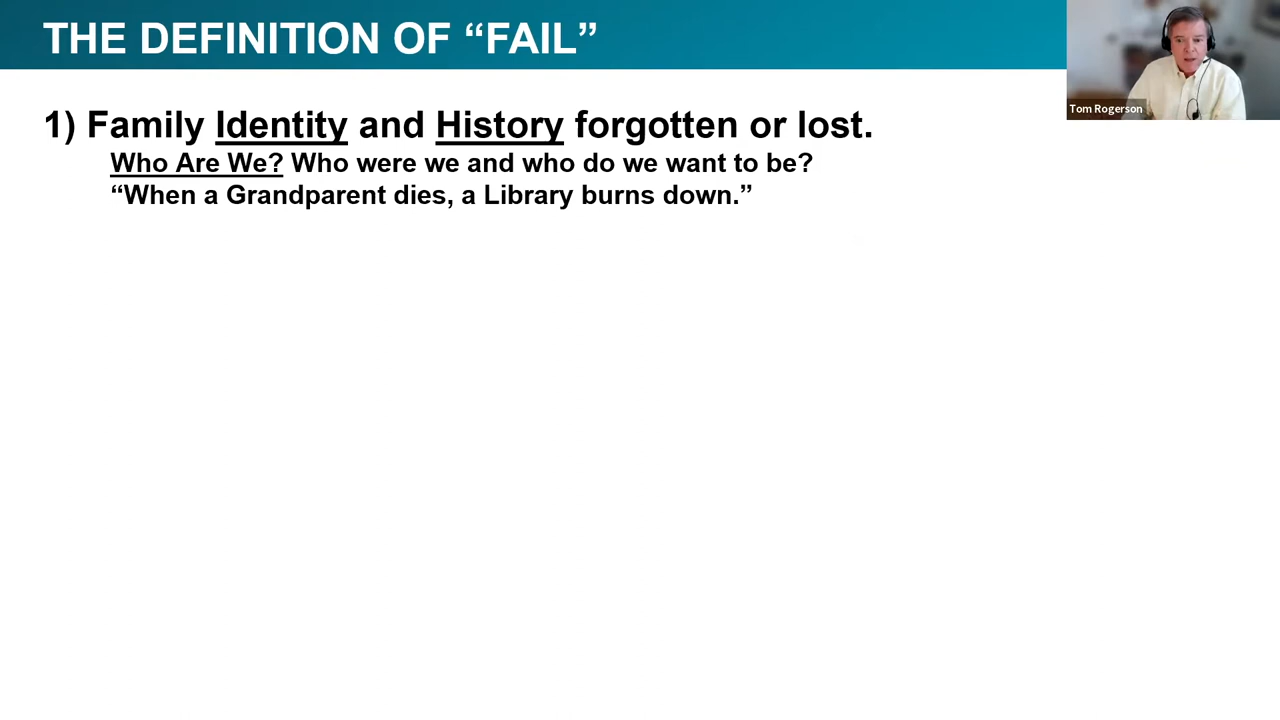 THE DEFINITION OF “FAIL”
Tom Rogerson
1) Family Identity and History forgotten or lost.
Who Are We? Who were we and who do we want to be?
“When a Grandparent dies, a Library burns down.”